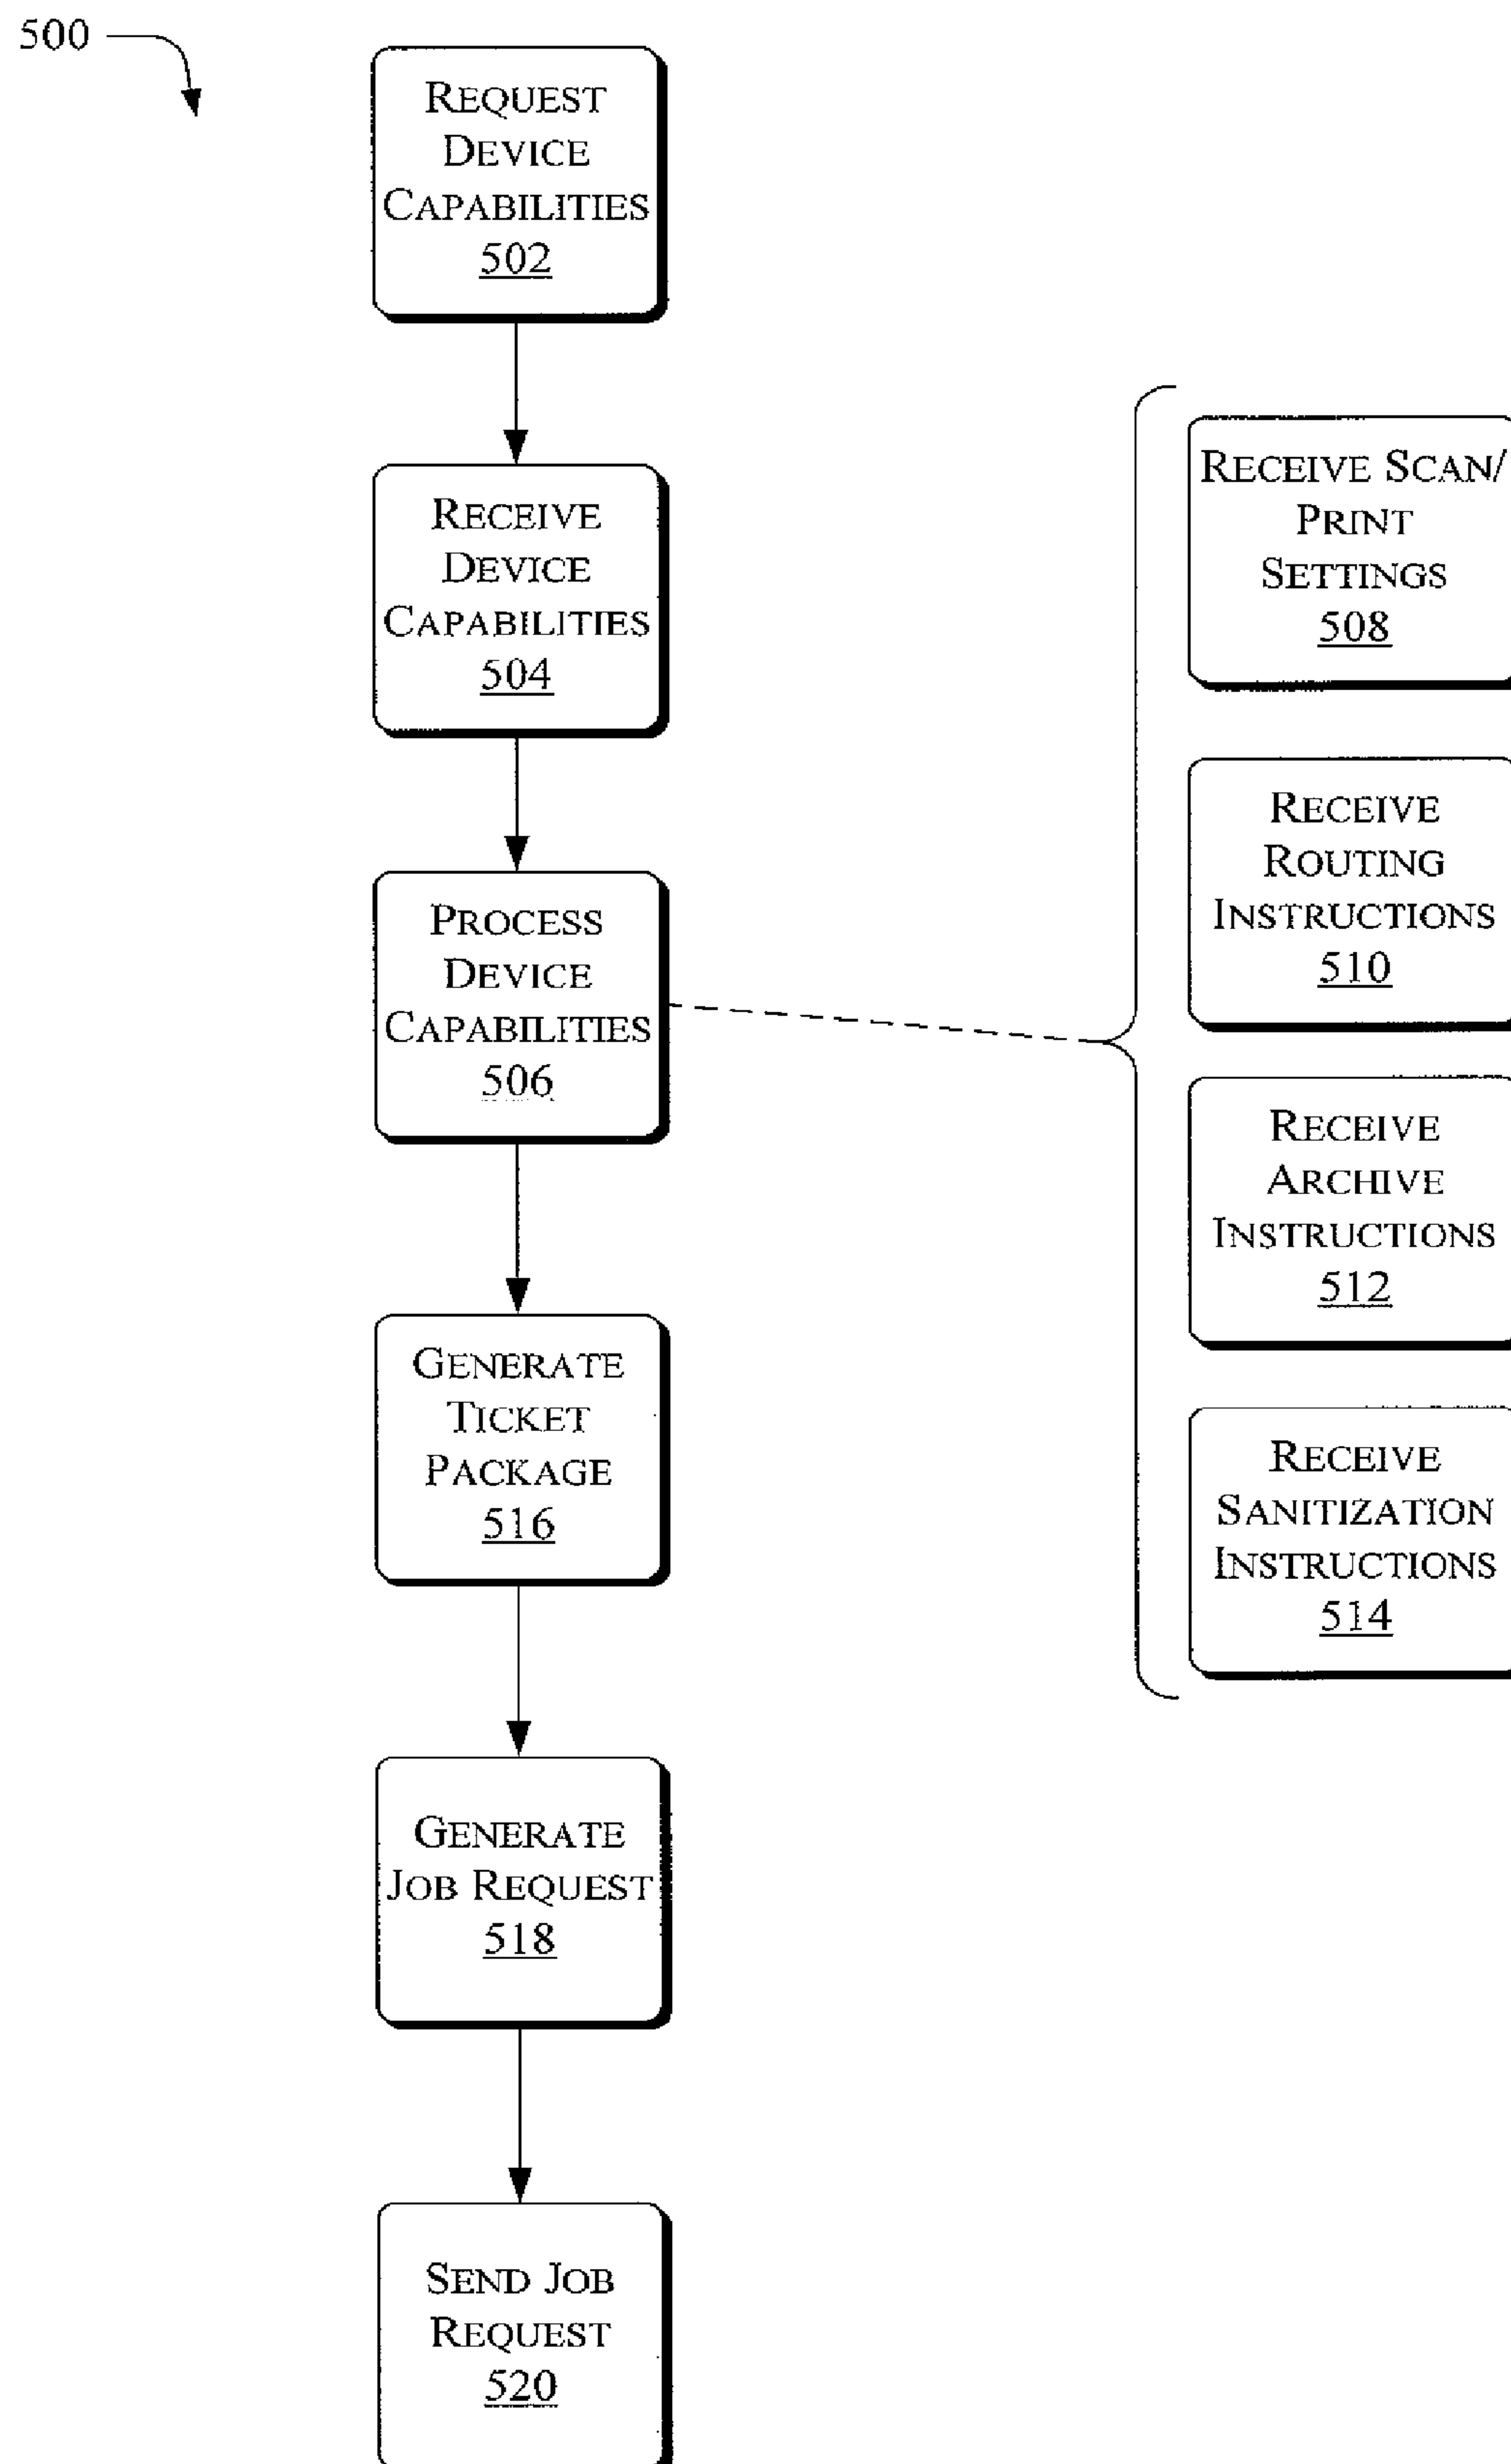 500
REQUEST
DEVICE
CAPABILITIES
502
RECEIVE
DEVICE
CAPABILITIES
504
PROCESS
DEVICE
CAPABILITIES
506
RECEIVE SCAN/
PRINT
SETTINGS
508
RECEIVE
ROUTING
INSTRUCTIONS
510
RECEIVE
ARCHIVE
INSTRUCTIONS
512
RECEIVE
SANITIZATION
INSTRUCTIONS
514
GENERATE
TICKET
PACKAGE
516
GENERATE
JOB REQUEST
518
SEND JOB
REQUEST
520